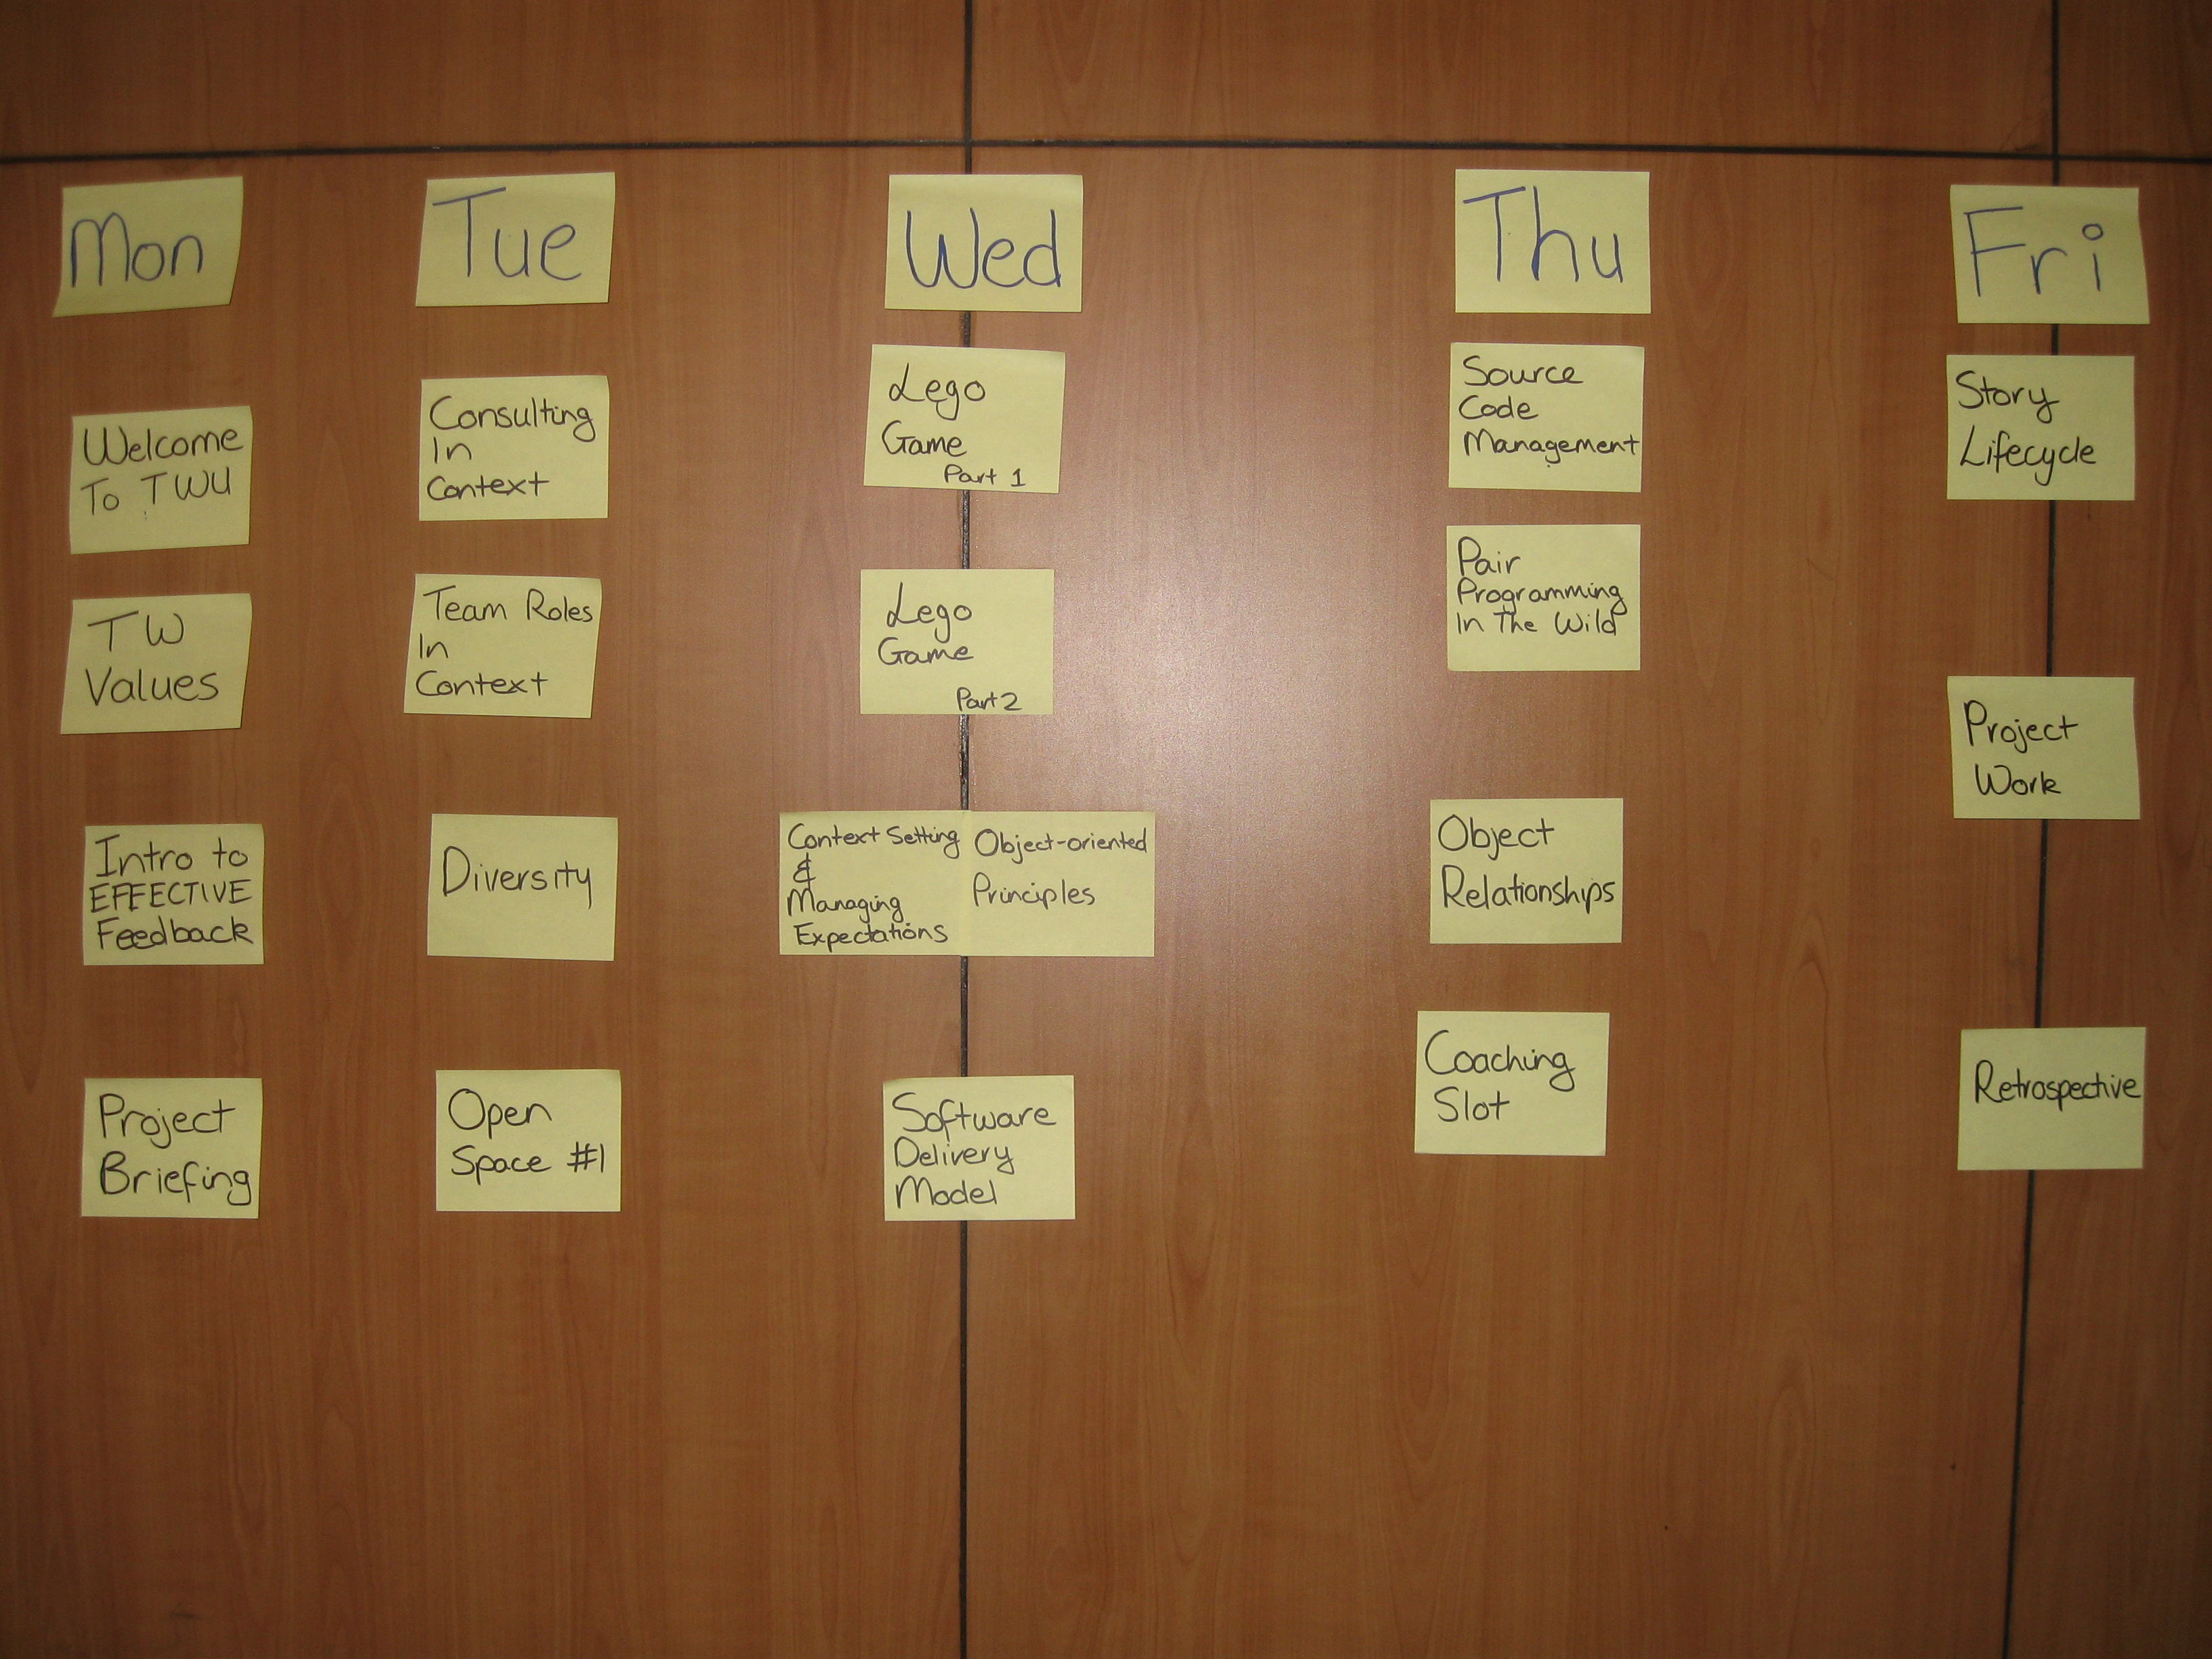 Mon
Welcome
To TWU
TW
Values
Intro to
EFFECTIVE
Feedback
Project
Briefing
Tue
Consulting
In
Context
Team Roles
In
Context
Diversity
Open
Space #1
Wed
Lego
Game
Part 1
Lego
Game
Part 2
Context Setting
&
Managing
Expectations
Object-oriented
Principles
Software
Delivery
Model
Thu
Source
Code
Management
Pair
Programming
In The Wild
Object
Relationships
Coaching
Slot
Fri
Story
Lifecycle
Project
Work
Retrospective